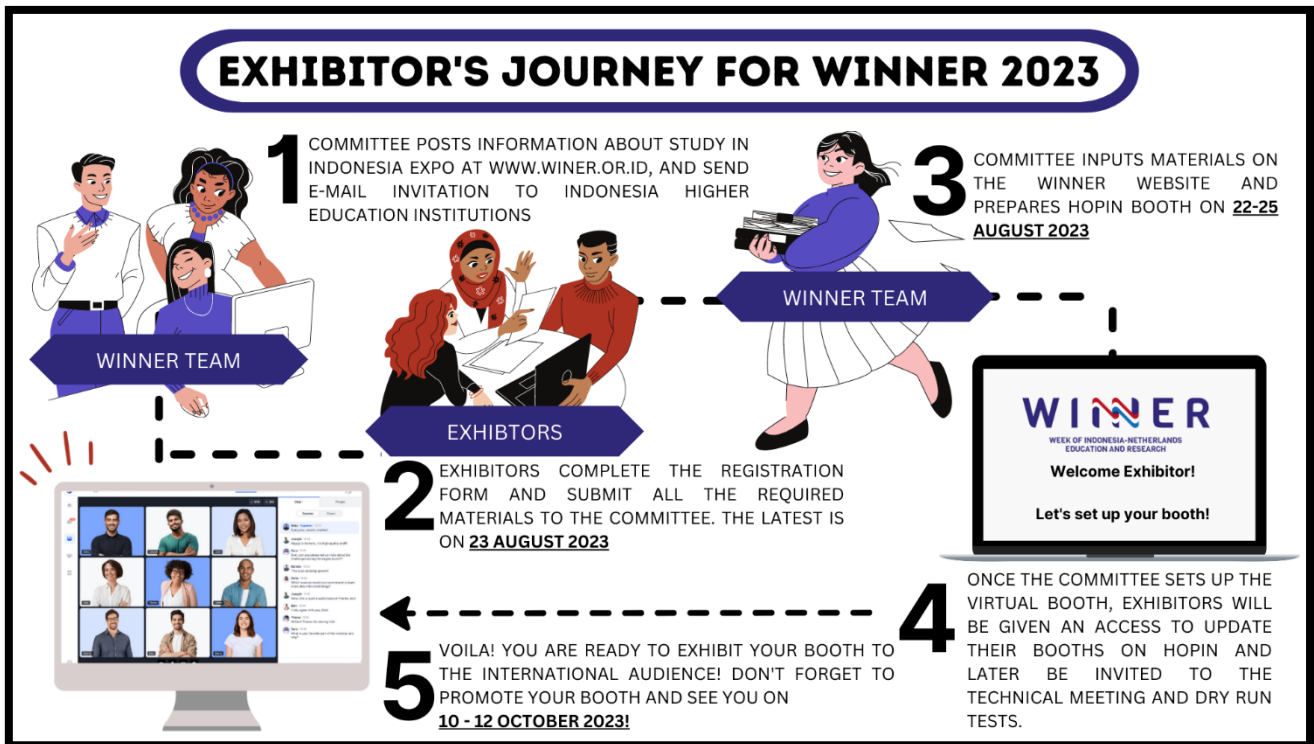 EXHIBITOR'S JOURNEY FOR WINNER 2023
1
COMMITTEE POSTS INFORMATION ABOUT STUDY IN
INDONESIA EXPO AT WWW.WINER.OR.ID, AND SEND
E-MAIL INVITATION TO INDONESIA HIGHER
EDUCATION INSTITUTIONS
WINNER TEAM
EXHIBTORS
2
EXHIBITORS COMPLETE THE REGISTRATION
FORM AND SUBMIT ALL THE REQUIRED
MATERIALS TO THE COMMITTEE. THE LATEST IS
ON 23 AUGUST 2023
3
COMMITTEE INPUTS MATERIALS ON
THE WINNER WEBSITE AND
PREPARES HOPIN BOOTH ON 22-25
AUGUST 2023
WINNER TEAM
WINNER
WEEK OF INDONESIA-NETHERLANDS
EDUCATION AND RESEARCH
Welcome Exhibitor!
Let's set up your booth!
4
ONCE THE COMMITTEE SETS UP THE
VIRTUAL BOOTH, EXHIBITORS WILL
BE GIVEN AN ACCESS TO UPDATE
THEIR BOOTHS ON HOPIN AND
LATER BE INVITED TO THE
TECHNICAL MEETING AND DRY RUN
TESTS.
5
VOILA! YOU ARE READY TO EXHIBIT YOUR BOOTH TO
THE INTERNATIONAL AUDIENCE! DON'T FORGET TO
PROMOTE YOUR BOOTH AND SEE YOU ON
10 - 12 OCTOBER 2023!